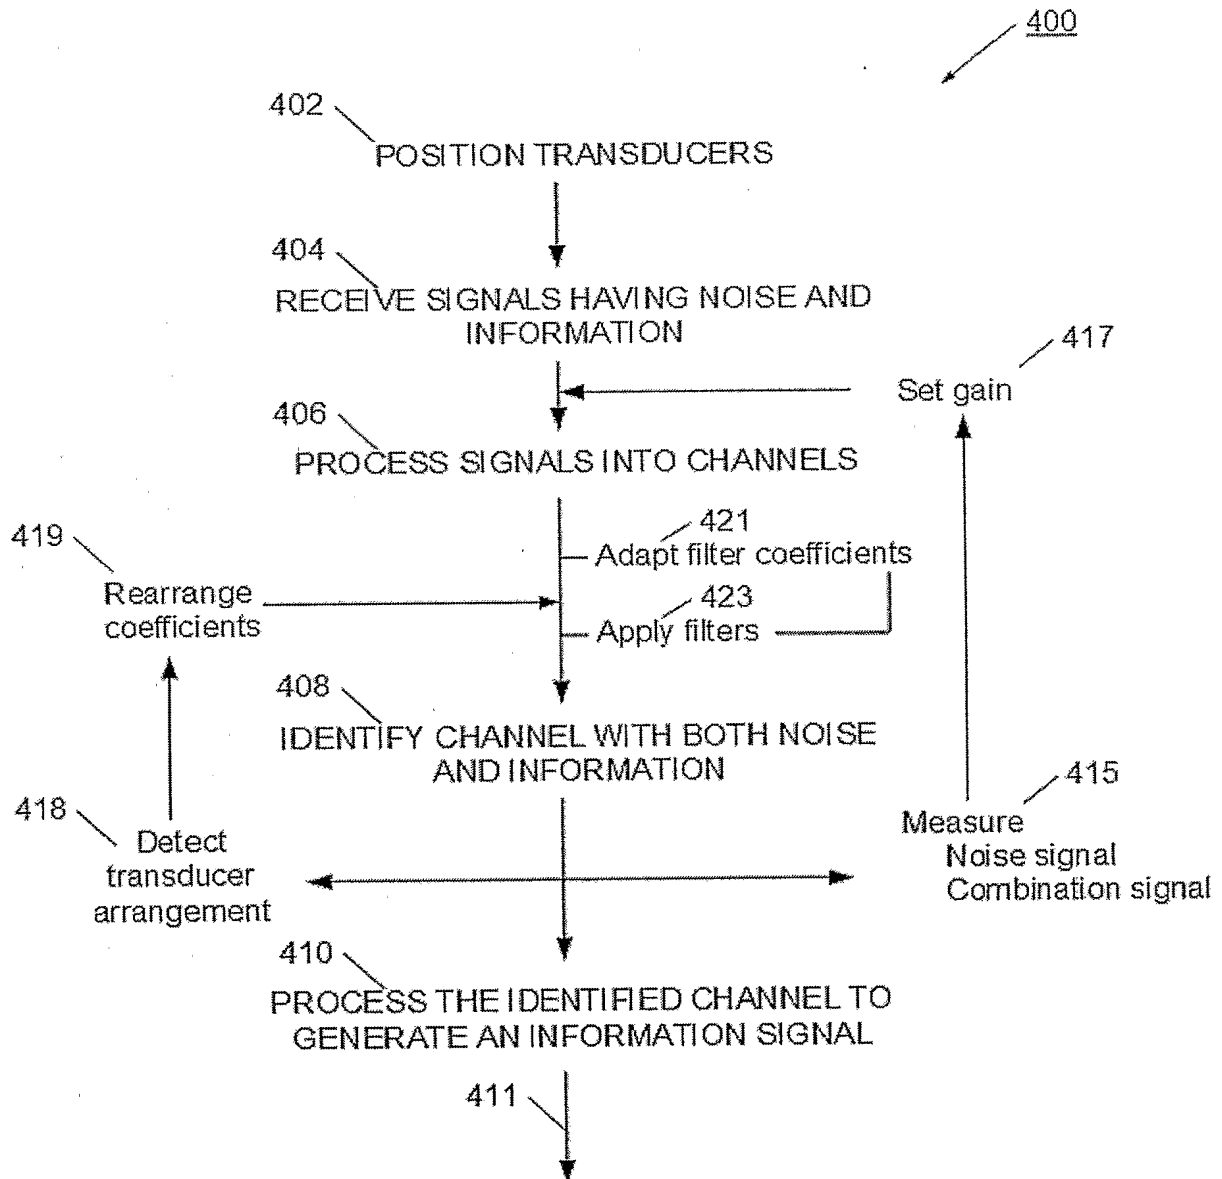 400
402
POSITION TRANSDUCERS
404
RECEIVE SIGNALS HAVING NOISE AND
INFORMATION
417
Set gain
406
PROCESS SIGNALS INTO CHANNELS
421
Adapt filter coefficients
419
Rearrange
coefficients
423
Apply filters
408
IDENTIFY CHANNEL WITH BOTH NOISE
AND INFORMATION
415
Measure
Noise signal
Combination signal
418
Detect
transducer
arrangement
410
PROCESS THE IDENTIFIED CHANNEL TO
GENERATE AN INFORMATION SIGNAL
411